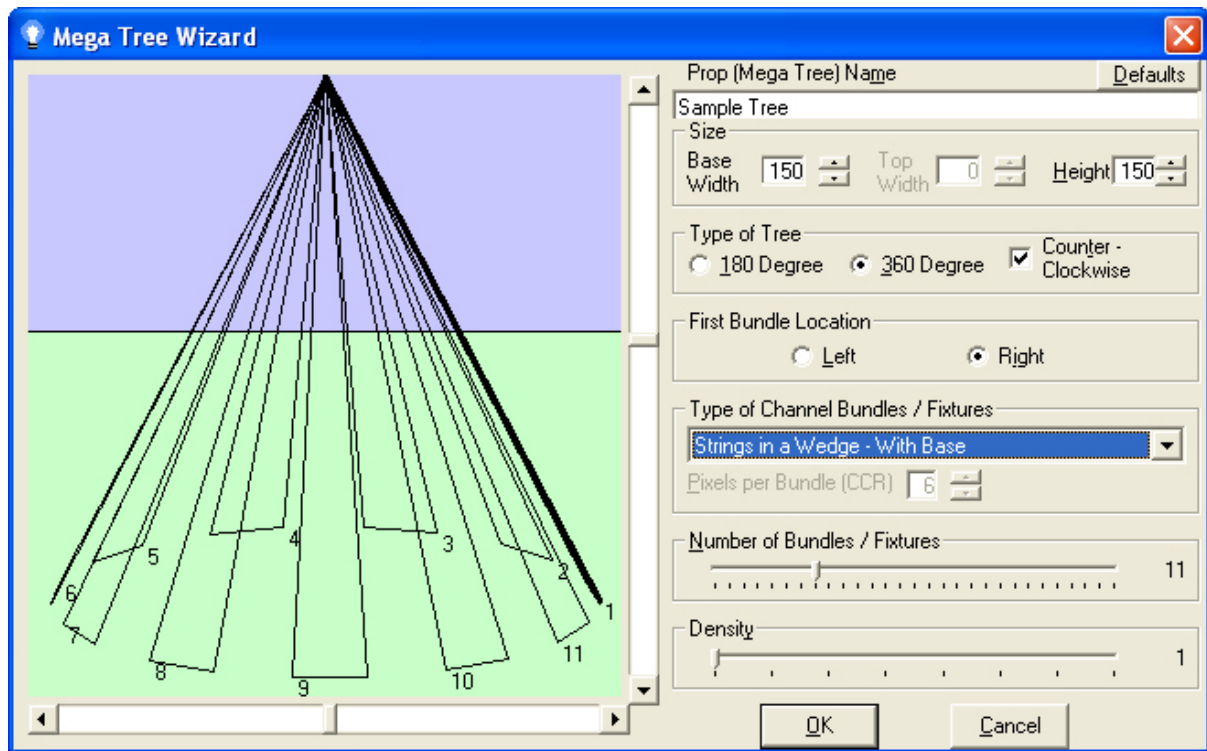 Mega Tree Wizard
Prop (Mega Tree) Name
Defaults
Sample Tree
Size
Base Width 150
Top Width 0
Height 150
Type of Tree
180 Degree
360 Degree
Counter - Clockwise
First Bundle Location
Left
Right
Type of Channel Bundles / Fixtures
Strings in a Wedge - With Base
Pixels per Bundle (CCR) 6
Number of Bundles / Fixtures
11
Density
1
OK
Cancel
4
3
5
2
6
1
7
11
8
10
9